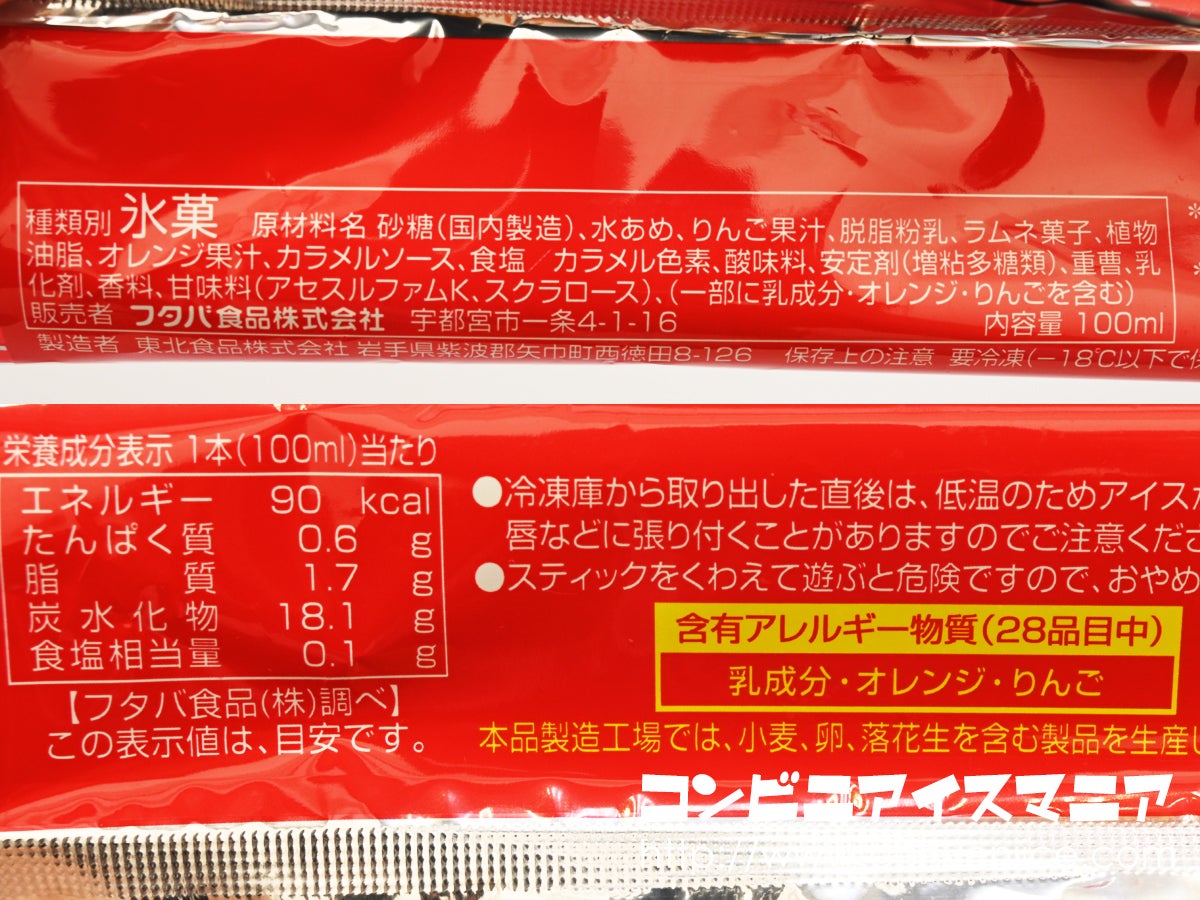 種類別 氷菓 原材料名 砂糖(国内製造)、水あめ、りんご果汁、脱脂粉乳、ラムネ菓子、植物
油脂、オレンジ果汁、カラメルソース、食塩 カラメル色素、酸味料、安定剤(増粘多糖類)、重曹、乳
化剤、香料、甘味料(アセスルファムK、スクラロース)、(一部に乳成分・オレンジ・りんごを含む)
販売者 フタバ食品株式会社 宇都宮市一条4-1-16 内容量 100ml
製造者 東北食品株式会社 岩手県紫波郡矢巾町西徳田8-126 保存上の注意 要冷凍(-18℃以下で
栄養成分表示 1本(100ml)当たり
エネルギー 90 kcal
たんぱく質 0.6 g
脂質 1.7 g
炭水化物 18.1 g
食塩相当量 0.1 g
【フタバ食品(株)調べ】
この表示値は、目安です。
●冷凍庫から取り出した直後は、低温のためアイス
唇などに張り付くことがありますのでご注意くださ
●スティックをくわえて遊ぶと危険ですので、おやめ
含有アレルギー物質(28品目中)
乳成分・オレンジ・りんご
本品製造工場では、小麦、卵、落花生を含む製品を生産し
コンビニアイスマニア